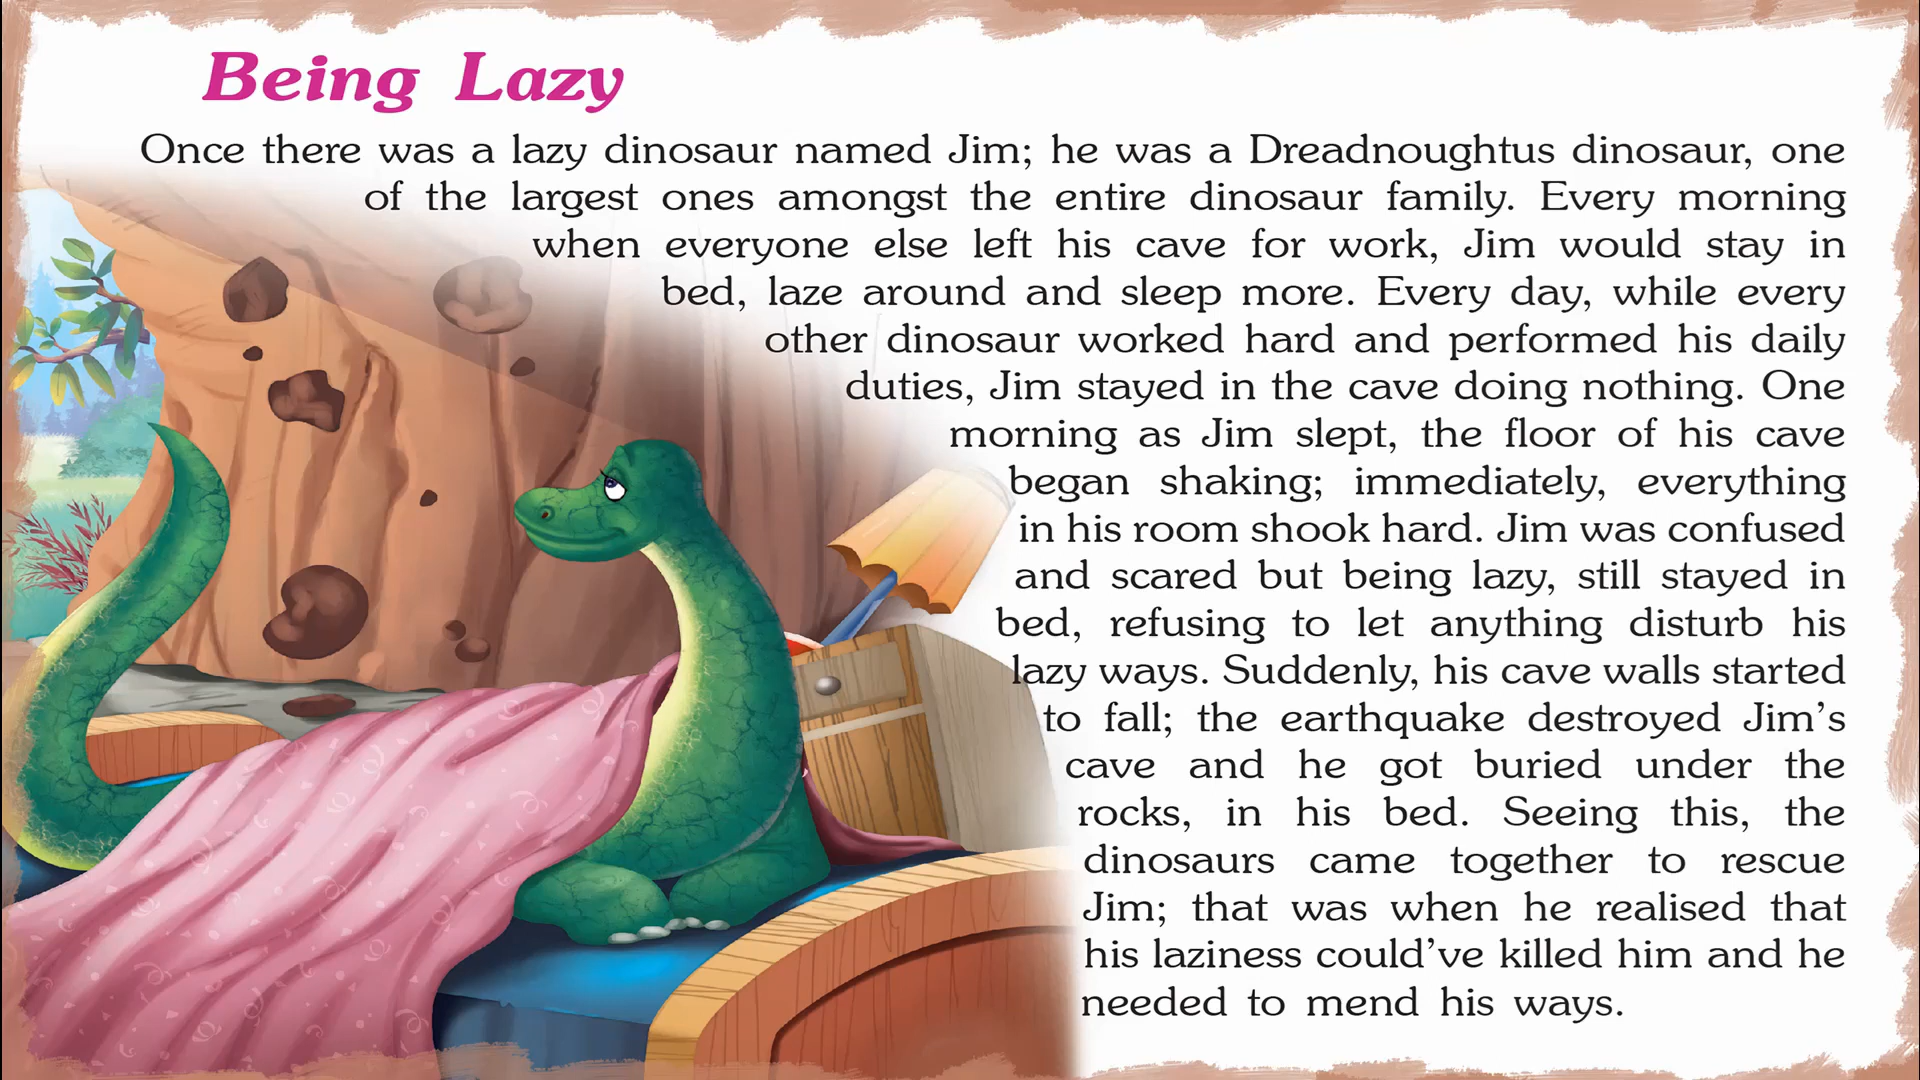 Being Lazy
Once there was a lazy dinosaur named Jim; he was a Dreadnoughtus dinosaur, one
of the largest ones amongst the entire dinosaur family. Every morning
when everyone else left his cave for work, Jim would stay in
bed, laze around and sleep more. Every day, while every
other dinosaur worked hard and performed his daily
duties, Jim stayed in the cave doing nothing. One
morning as Jim slept, the floor of his cave
began shaking; immediately, everything
in his room shook hard. Jim was confused
and scared but being lazy, still stayed in
bed, refusing to let anything disturb his
lazy ways. Suddenly, his cave walls started
to fall; the earthquake destroyed Jim’s
cave and he got buried under the
rocks, in his bed. Seeing this, the
dinosaurs came together to rescue
Jim; that was when he realised that
his laziness could’ve killed him and he
needed to mend his ways.